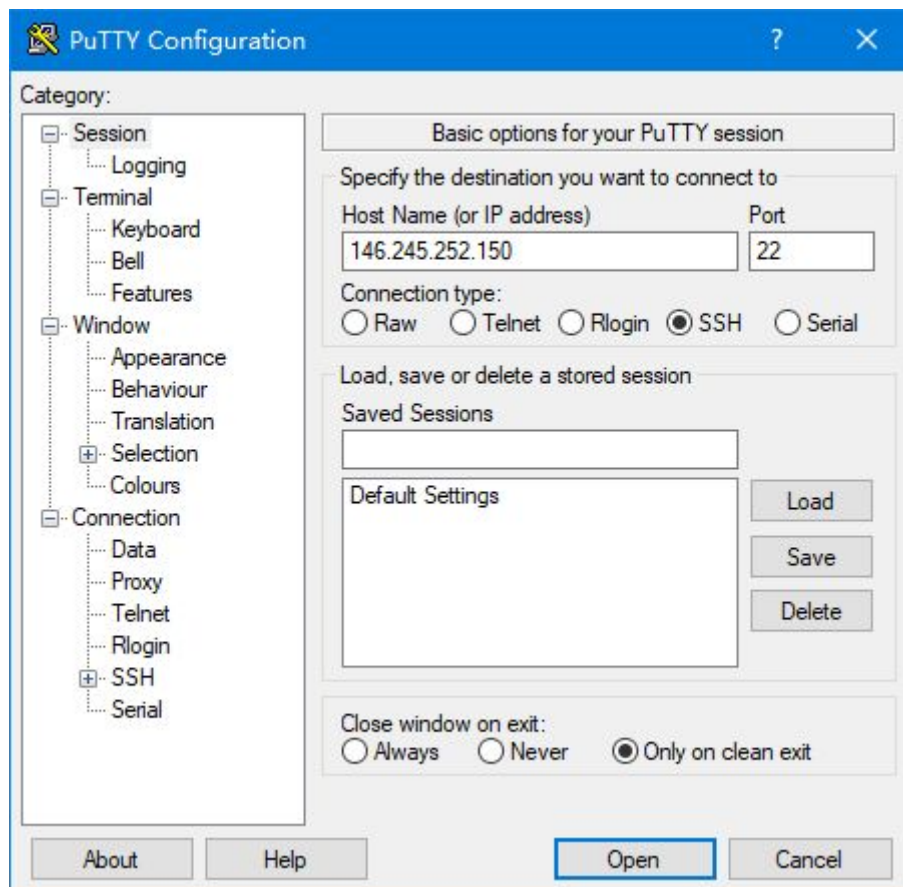 PuTTY Configuration
?
Category:
Session
Logging
Terminal
Keyboard
Bell
Features
Window
Appearance
Behaviour
Translation
Selection
Colours
Connection
Data
Proxy
Telnet
Rlogin
SSH
Serial
Basic options for your PuTTY session
Specify the destination you want to connect to
Host Name (or IP address) Port
146.245.252.150 22
Connection type:
Raw Telnet Rlogin SSH Serial
Load, save or delete a stored session
Saved Sessions
Default Settings
Load
Save
Delete
Close window on exit:
Always Never Only on clean exit
About Help Open Cancel